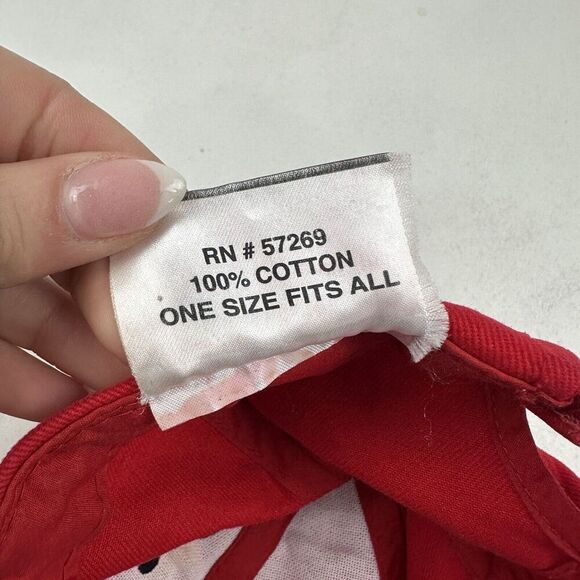 RN # 57269
100% COTTON
ONE SIZE FITS ALL